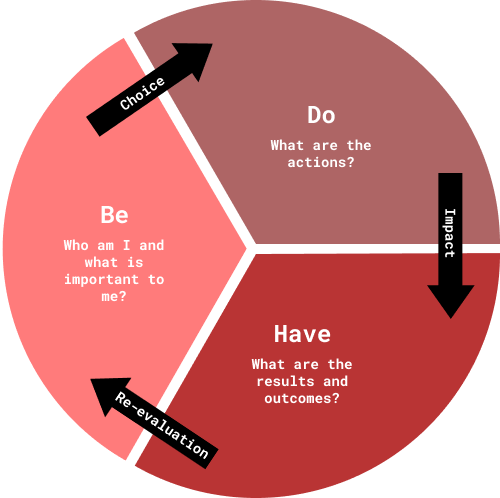 Choice
Do
What are the
actions?
Impact
Be
Who am I and
what is
important to
me?
Have
What are the
results and
outcomes?
Re-evaluation